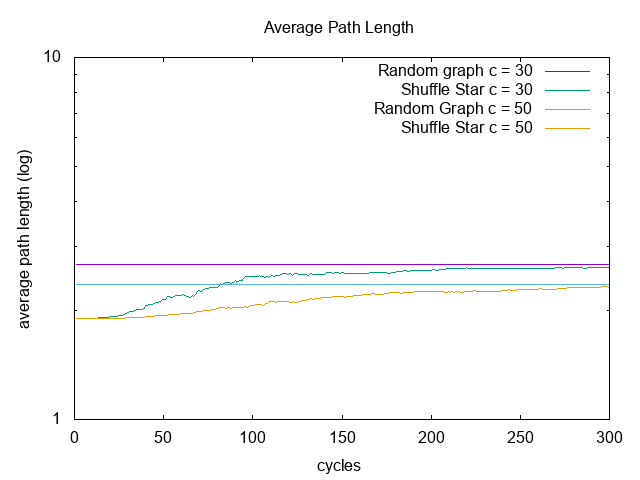 Average Path Length
10
Random graph c = 30
Shuffle Star c = 30
Random Graph c = 50
Shuffle Star c = 50
average path length (log)
1
0 50 100 150 200 250 300
cycles